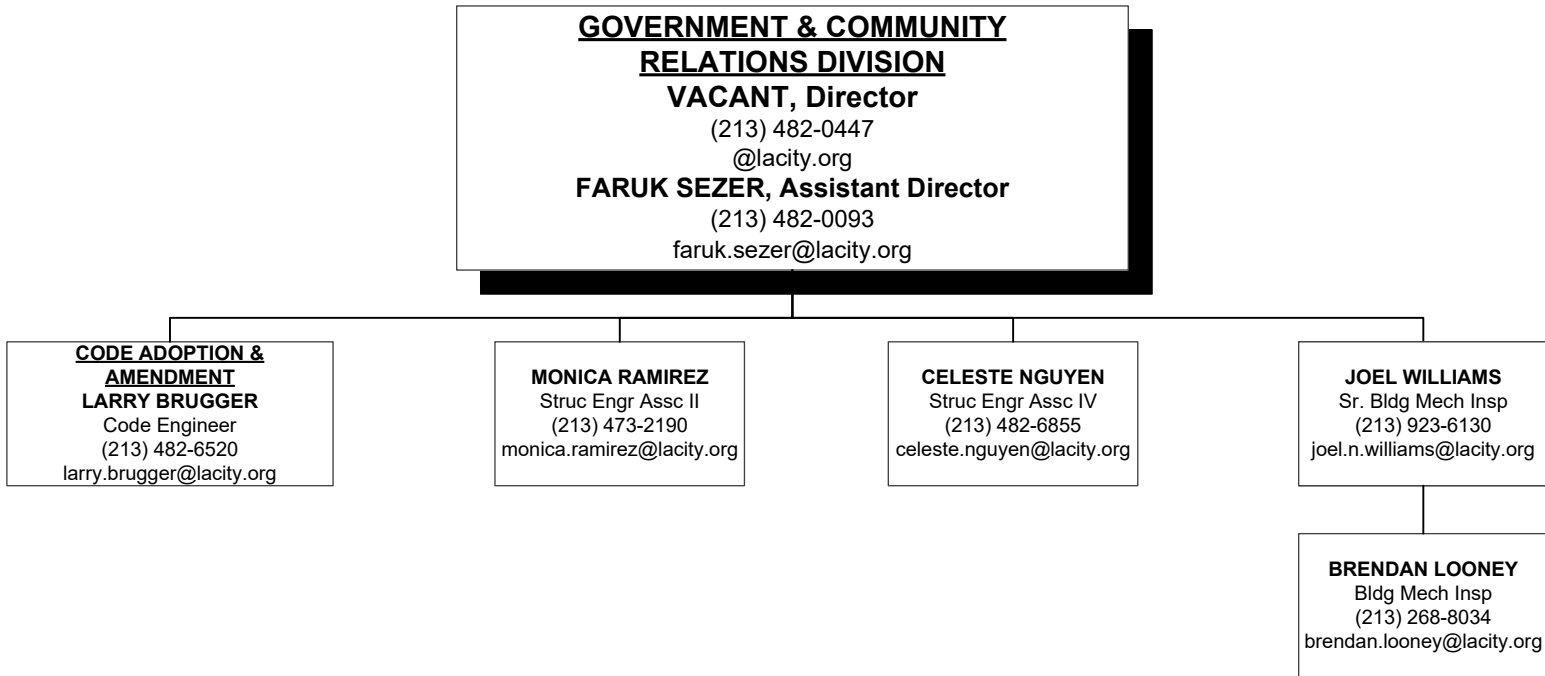 GOVERNMENT & COMMUNITY
RELATIONS DIVISION
VACANT, Director
(213) 482-0447
@lacity.org
FARUK SEZER, Assistant Director
(213) 482-0093
faruk.sezer@lacity.org
CODE ADOPTION &
AMENDMENT
LARRY BRUGGER
Code Engineer
(213) 482-6520
larry.brugger@lacity.org
MONICA RAMIREZ
Struc Engr Assc II
(213) 473-2190
monica.ramirez@lacity.org
CELESTE NGUYEN
Struc Engr Assc IV
(213) 482-6855
celeste.nguyen@lacity.org
JOEL WILLIAMS
Sr. Bldg Mech Insp
(213) 923-6130
joel.n.williams@lacity.org
BRENDAN LOONEY
Bldg Mech Insp
(213) 268-8034
brendan.looney@lacity.org